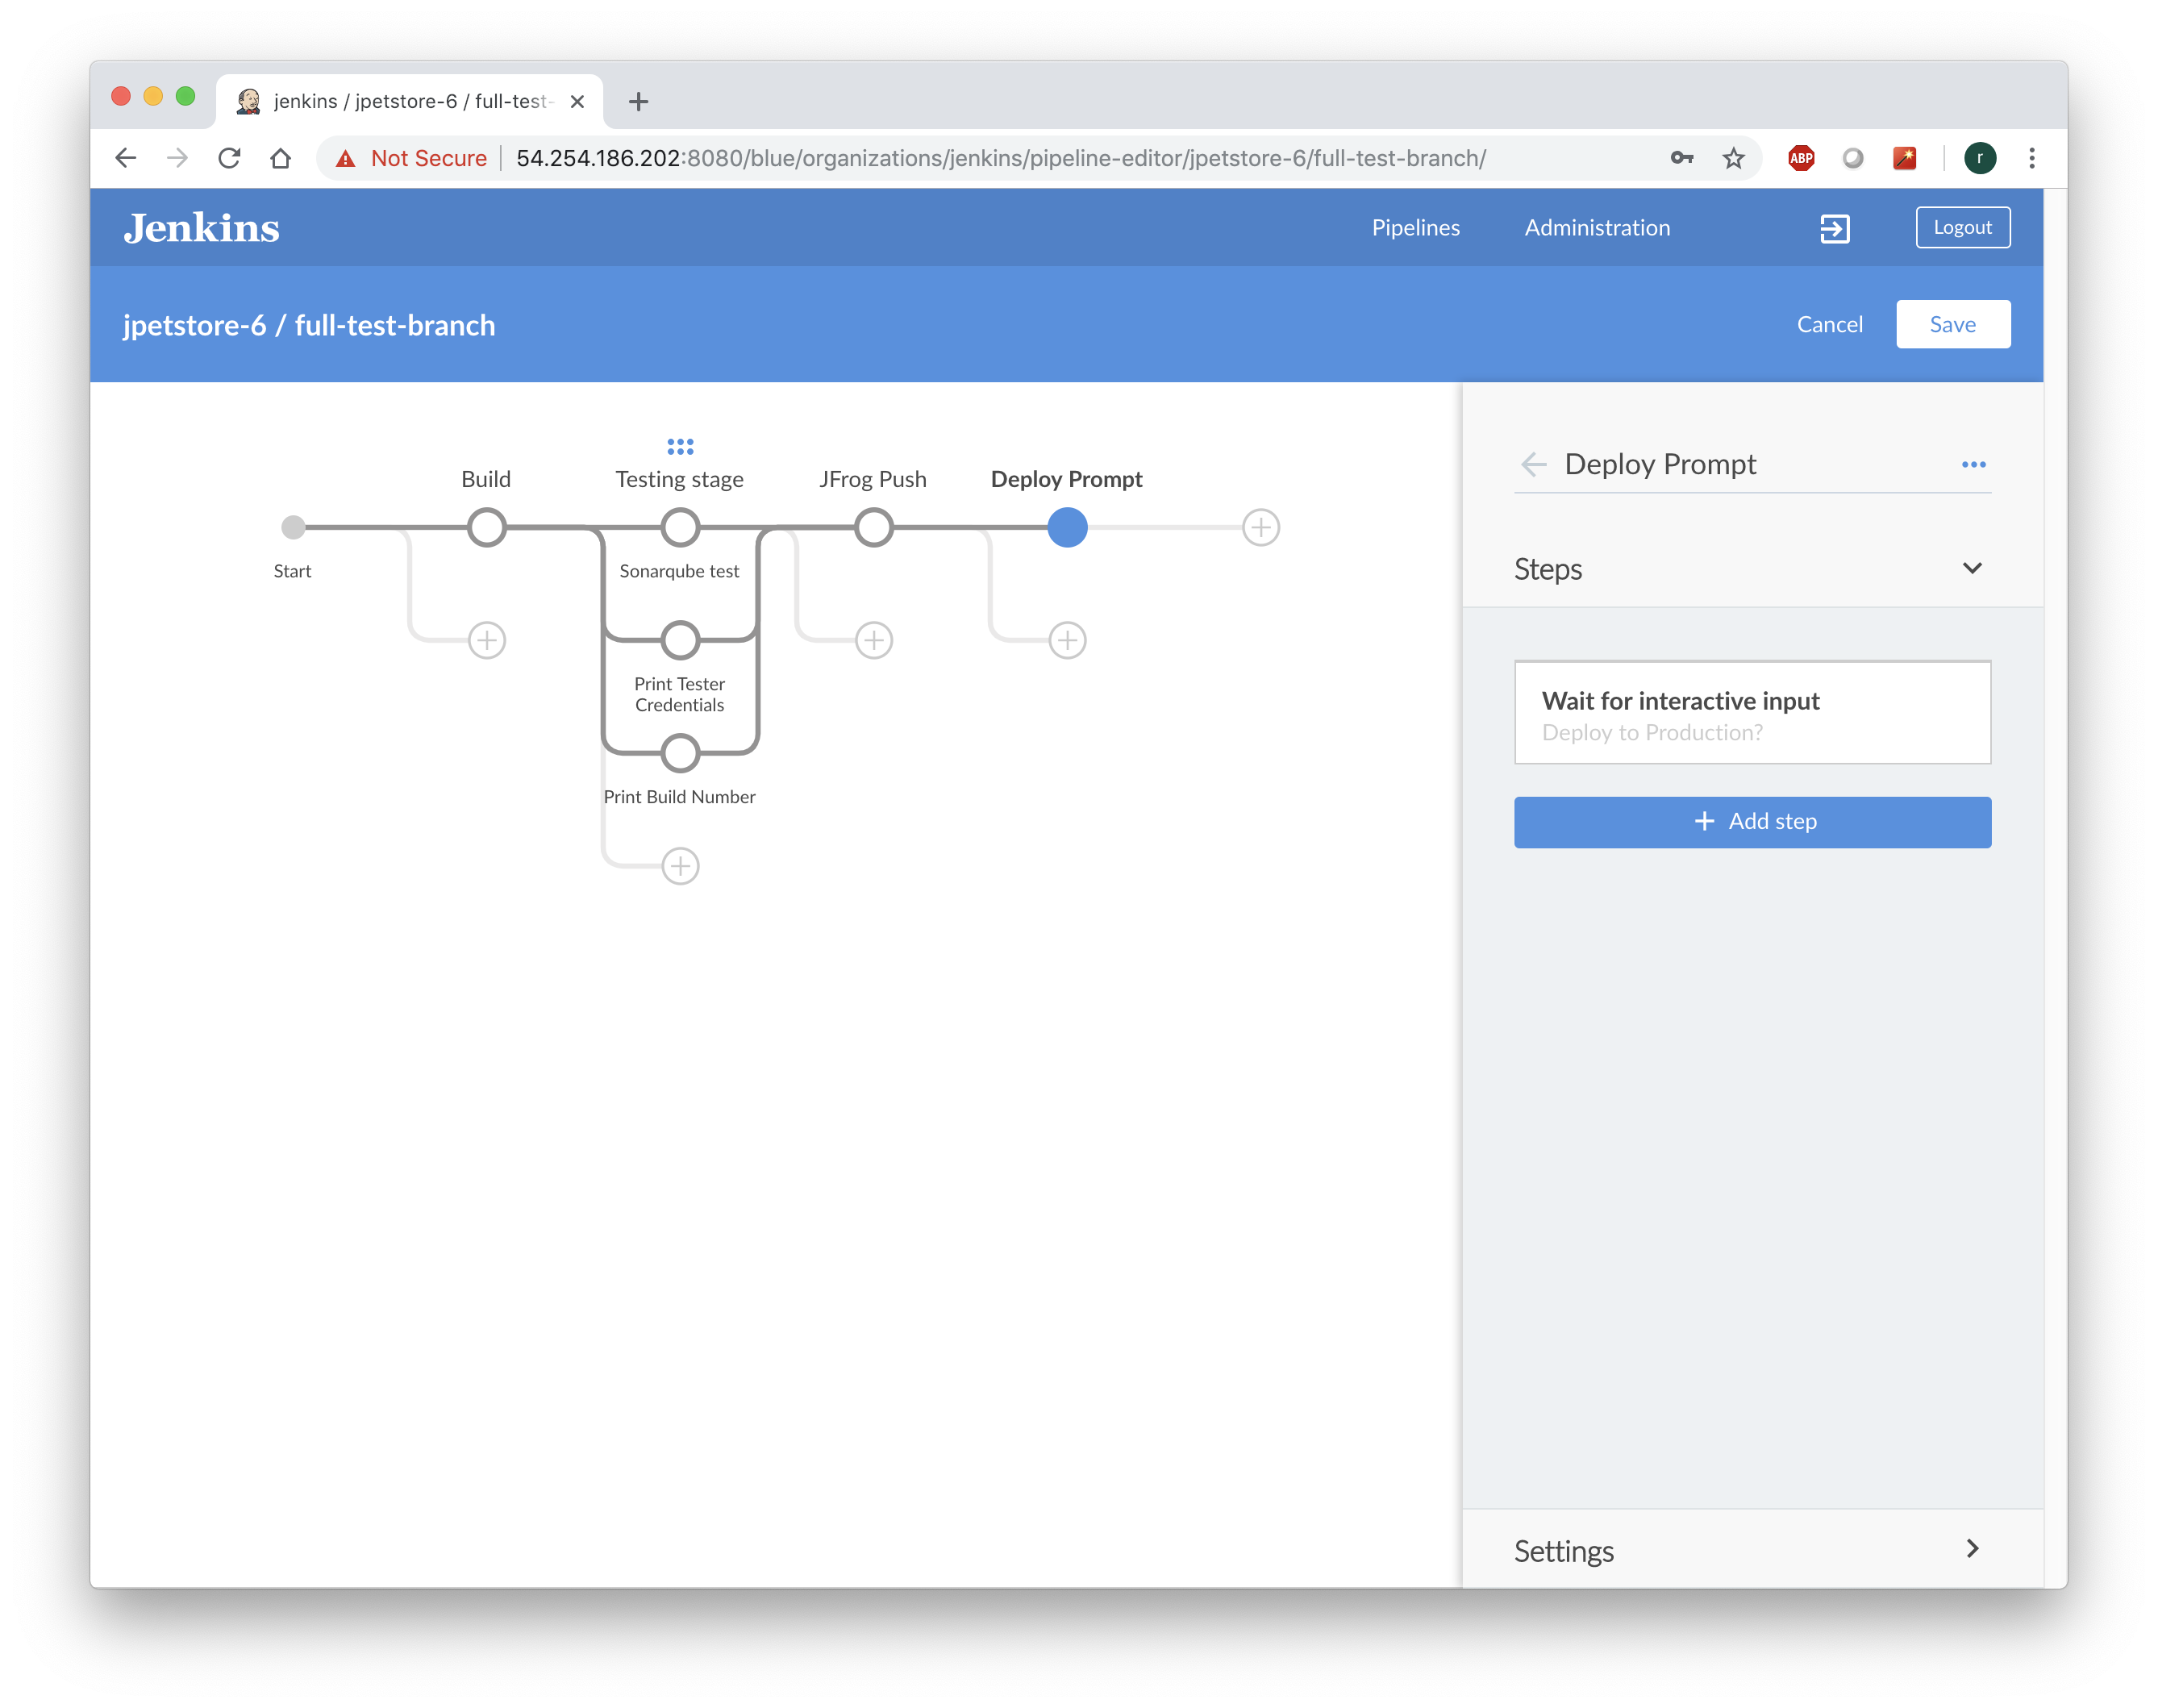 jenkins / jpetstore-6 / full-test-
Not Secure 54.254.186.202:8080/blue/organizations/jenkins/pipeline-editor/jpetstore-6/full-test-branch/
ABP
r
Jenkins
Pipelines
Administration
Logout
jpetstore-6 / full-test-branch
Cancel
Save
Build
Testing stage
JFrog Push
Deploy Prompt
Start
Sonarqube test
Print Tester
Credentials
Print Build Number
Deploy Prompt
Steps
Wait for interactive input
Deploy to Production?
Add step
Settings